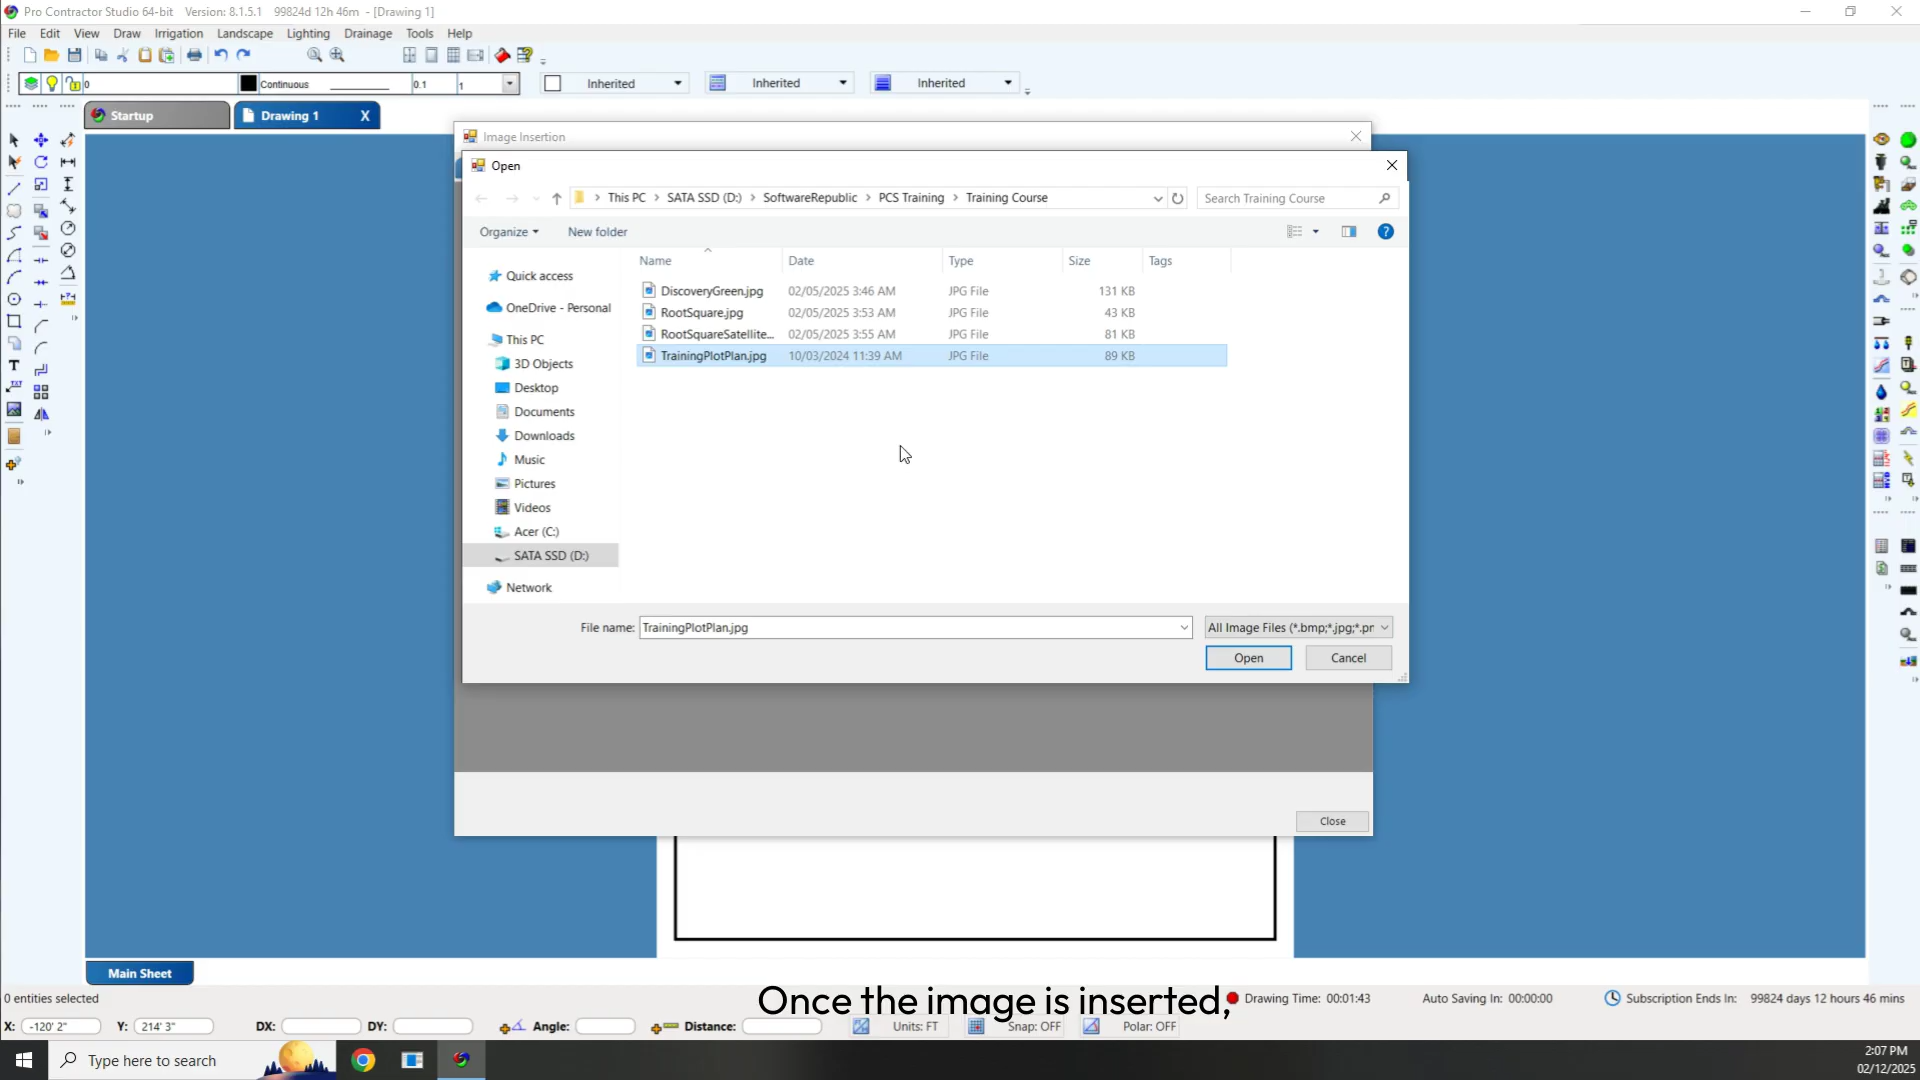 Pro Contractor Studio 64-bit Version: 8.1.5.1 99824d 12h 46m - [Drawing 1]
File Edit View Draw Irrigation Landscape Lighting Drainage Tools Help
0 Continuous 0.1 1 Inherited Inherited Inherited
Startup Drawing 1 X
Image Insertion
Open
This PC > SATA SSD (D:) > SoftwareRepublic > PCS Training > Training Course Search Training Course
Organize New folder
Name Date Type Size Tags
Quick access
OneDrive - Personal
This PC
3D Objects
Desktop
Documents
Downloads
Music
Pictures
Videos
Acer (C:)
SATA SSD (D:)
Network
DiscoveryGreen.jpg 02/05/2025 3:46 AM JPG File 131 KB
RootSquare.jpg 02/05/2025 3:53 AM JPG File 43 KB
RootSquareSatellite... 02/05/2025 3:55 AM JPG File 81 KB
TrainingPlotPlan.jpg 10/03/2024 11:39 AM JPG File 89 KB
File name: TrainingPlotPlan.jpg All Image Files (*.bmp;*.jpg;*.pr
Open Cancel
Close
Main Sheet
0 entities selected
Once the image is inserted,
Drawing Time: 00:01:43 Auto Saving In: 00:00:00 Subscription Ends In: 99824 days 12 hours 46 mins
X: -120' 2" Y: 214' 3" DX: DY: Angle: Distance: Units: FT Snap: OFF Polar: OFF
Type here to search
2:07 PM
02/12/2025